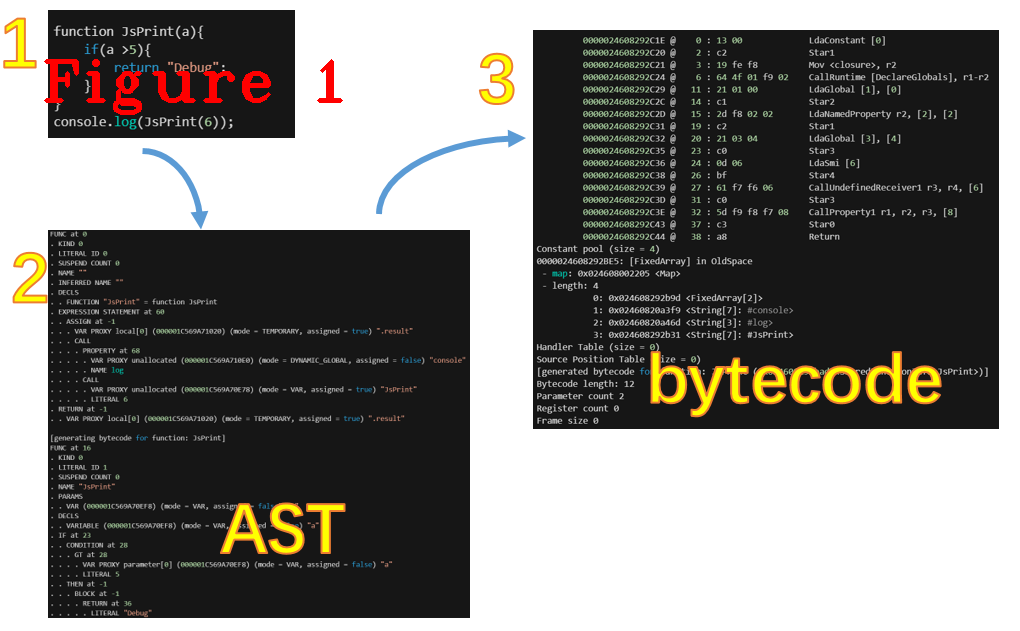 1
function JsPrint(a){
if(a >5){
return "Debug";
}
}
console.log(JsPrint(6));
Figure 1
2
FUNC at 0
. KIND 0
. LITERAL ID 0
. SUSPEND COUNT 0
. NAME ""
. INFERRED NAME ""
. DECLS
. . FUNCTION "JsPrint" = function JsPrint
. EXPRESSION STATEMENT at 60
. . ASSIGN at -1
. . . VAR PROXY local[0] (000001C569A71020) (mode = TEMPORARY, assigned = true) ".result"
. . . CALL
. . . . PROPERTY at 68
. . . . . VAR PROXY unallocated (000001C569A710E0) (mode = DYNAMIC_GLOBAL, assigned = false) "console"
. . . . . NAME log
. . . . CALL
. . . . . VAR PROXY unallocated (000001C569A70E78) (mode = VAR, assigned = true) "JsPrint"
. . . . . LITERAL 6
. RETURN at -1
. . VAR PROXY local[0] (000001C569A71020) (mode = TEMPORARY, assigned = true) ".result"
[generating bytecode for function: JsPrint]
FUNC at 16
. KIND 0
. LITERAL ID 1
. SUSPEND COUNT 0
. NAME "JsPrint"
. PARAMS
. . VAR (000001C569A70EF8) (mode = VAR,
. DECLS
. . VARIABLE (000001C569A70EF8) (mode = VAR, "a"
. IF at 23
. . CONDITION at 28
. . . GT at 28
. . . . VAR PROXY parameter[0] (000001C569A70EF8) (mode = VAR, assigned = false) "a"
. . . . LITERAL 5
. . THEN at -1
. . . BLOCK at -1
. . . . RETURN at 36
. . . . . LITERAL "Debug"
AST
3
0000024608292C1E @ 0 : 13 00 LdaConstant [0]
0000024608292C20 @ 2 : c2 Star1
0000024608292C21 @ 3 : 19 fe f8 Mov <closure>, r2
0000024608292C24 @ 6 : 64 4f 01 f9 02 CallRuntime [DeclareGlobals], r1-r2
0000024608292C29 @ 11 : 21 01 00 LdaGlobal [1], [0]
0000024608292C2C @ 14 : c1 Star2
0000024608292C2D @ 15 : 2d f8 02 02 LdaNamedProperty r2, [2], [2]
0000024608292C31 @ 19 : c2 Star1
0000024608292C32 @ 20 : 21 03 04 LdaGlobal [3], [4]
0000024608292C35 @ 23 : c0 Star3
0000024608292C36 @ 24 : 0d 06 LdaSmi [6]
0000024608292C38 @ 26 : bf Star4
0000024608292C39 @ 27 : 61 f7 f6 06 CallUndefinedReceiver1 r3, r4, [6]
0000024608292C3D @ 31 : c0 Star3
0000024608292C3E @ 32 : 5d f9 f8 f7 08 CallProperty1 r1, r2, r3, [8]
0000024608292C43 @ 37 : c3 Star0
0000024608292C44 @ 38 : a8 Return
Constant pool (size = 4)
0000024608292BE5: [FixedArray] in OldSpace
- map: 0x024608002205 <Map>
- length: 4
0: 0x024608292b9d <FixedArray[2]>
1: 0x02460820a3f9 <String[7]: #console>
2: 0x02460820a46d <String[3]: #log>
3: 0x024608292b31 <String[7]: #JsPrint>
Handler Table (size = 0)
Source Position Table (size = 0)
[generated bytecode for JsPrint>)]
Bytecode length: 12
Parameter count 2
Register count 0
Frame size 0
bytecode